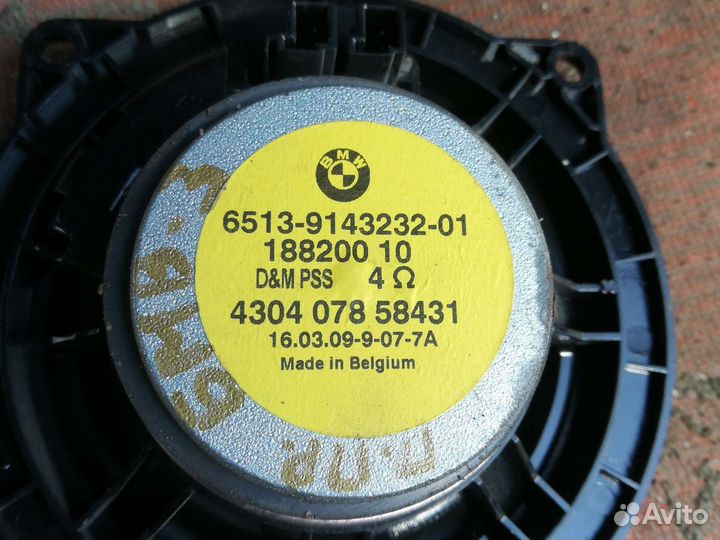 BMW
6513-9143232-01
188200 10
D&M PSS 4 Ω
4304 078 58431
16.03.09-9-07-7A
Made in Belgium
П.ПР.
Avito